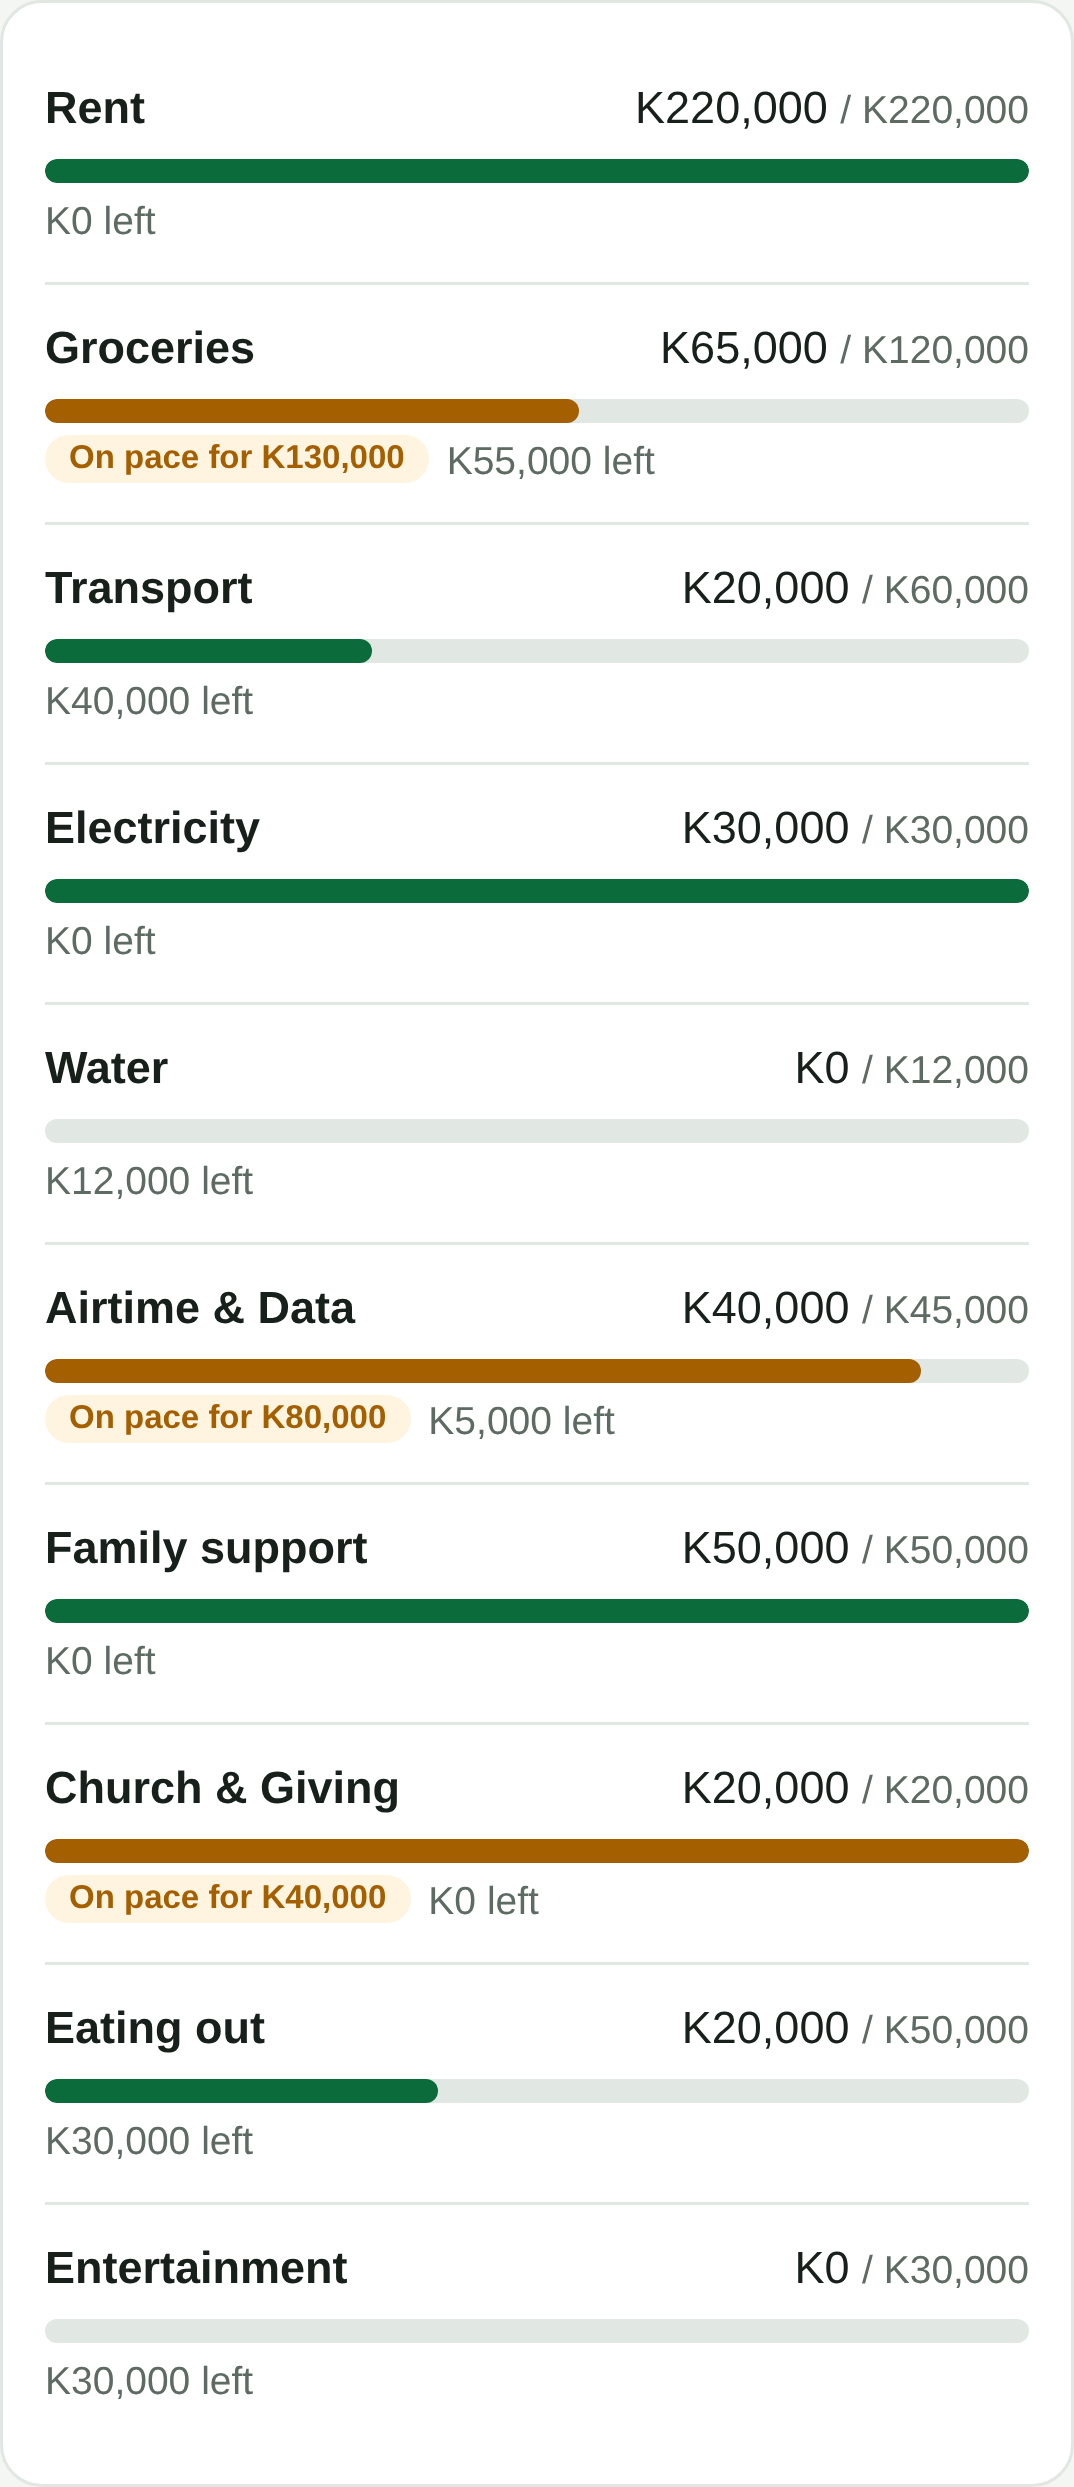 Rent K220,000 / K220,000
K0 left
Groceries K65,000 / K120,000
On pace for K130,000 K55,000 left
Transport K20,000 / K60,000
K40,000 left
Electricity K30,000 / K30,000
K0 left
Water K0 / K12,000
K12,000 left
Airtime & Data K40,000 / K45,000
On pace for K80,000 K5,000 left
Family support K50,000 / K50,000
K0 left
Church & Giving K20,000 / K20,000
On pace for K40,000 K0 left
Eating out K20,000 / K50,000
K30,000 left
Entertainment K0 / K30,000
K30,000 left